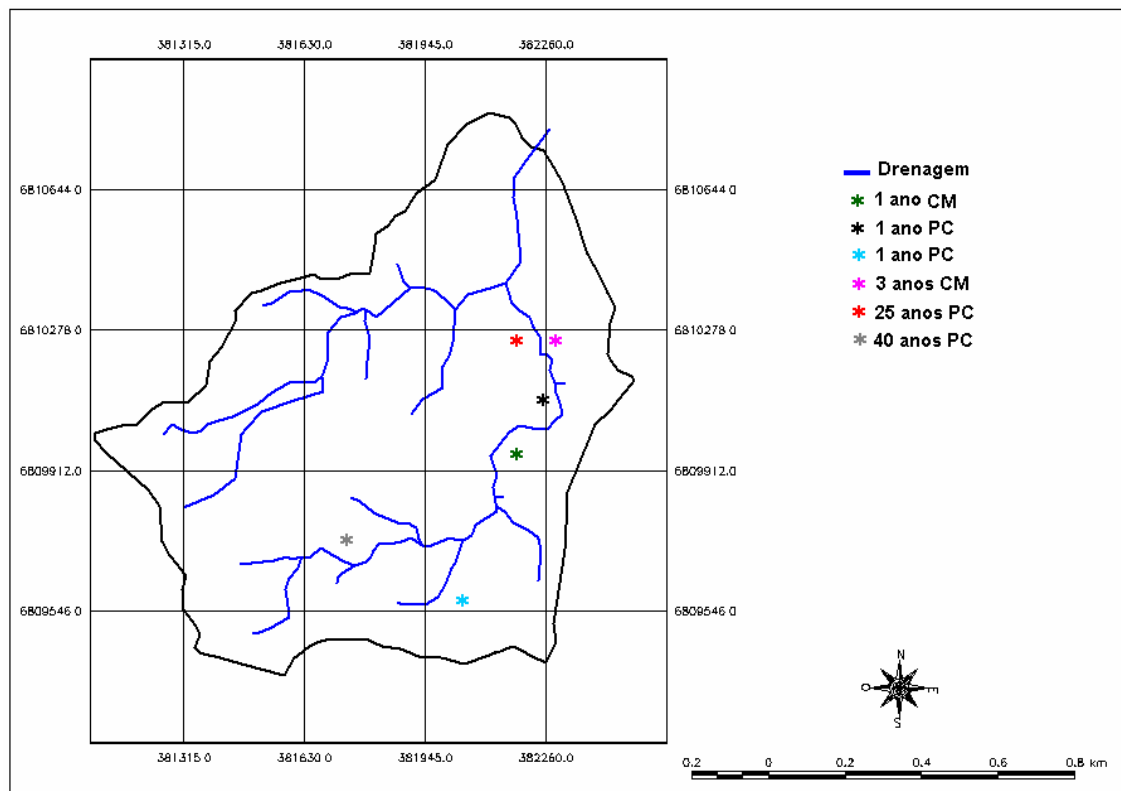 381315.0 381630.0 381945.0 382260.0
6810644.0 6810644.0
6810278.0 6810278.0
6809912.0 6809912.0
6809546.0 6809546.0
381315.0 381630.0 381945.0 382260.0
Drenagem
1 ano CM
1 ano PC
1 ano PC
3 anos CM
25 anos PC
40 anos PC
N
O E
S
0.2 0 0.2 0.4 0.6 0.8 km